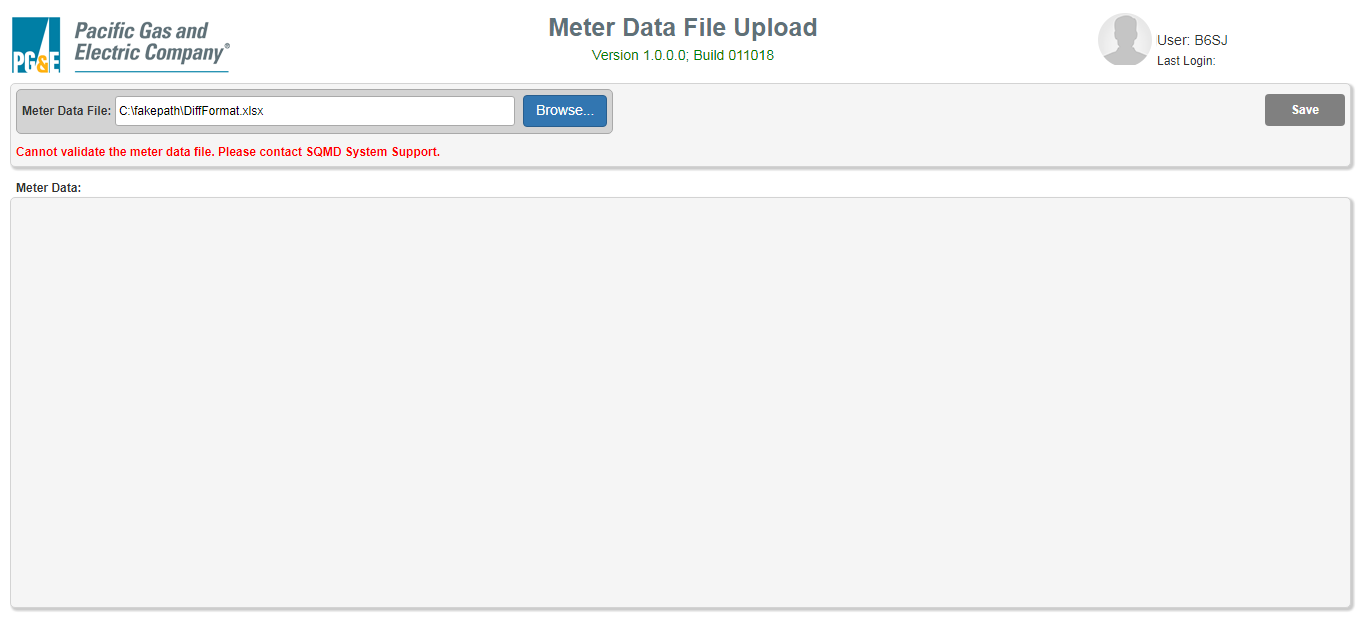 PG&E
Pacific Gas and
Electric Company®
Meter Data File Upload
Version 1.0.0.0; Build 011018
User: B6SJ
Last Login:
Meter Data File: C:\fakepath\DiffFormat.xlsx Browse... Save
Cannot validate the meter data file. Please contact SQMD System Support.
Meter Data: